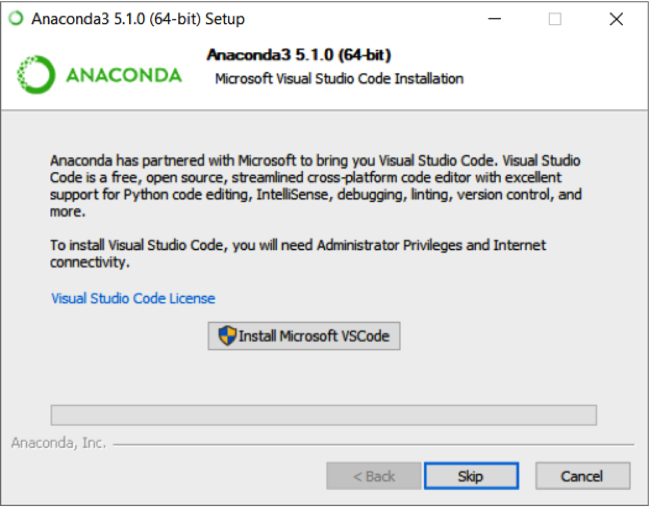 Anaconda3 5.1.0 (64-bit) Setup
ANACONDA
Anaconda3 5.1.0 (64-bit)
Microsoft Visual Studio Code Installation
Anaconda has partnered with Microsoft to bring you Visual Studio Code. Visual Studio
Code is a free, open source, streamlined cross-platform code editor with excellent
support for Python code editing, IntelliSense, debugging, linting, version control, and
more.
To install Visual Studio Code, you will need Administrator Privileges and Internet
connectivity.
Visual Studio Code License
Install Microsoft VSCode
Anaconda, Inc.
< Back Skip Cancel